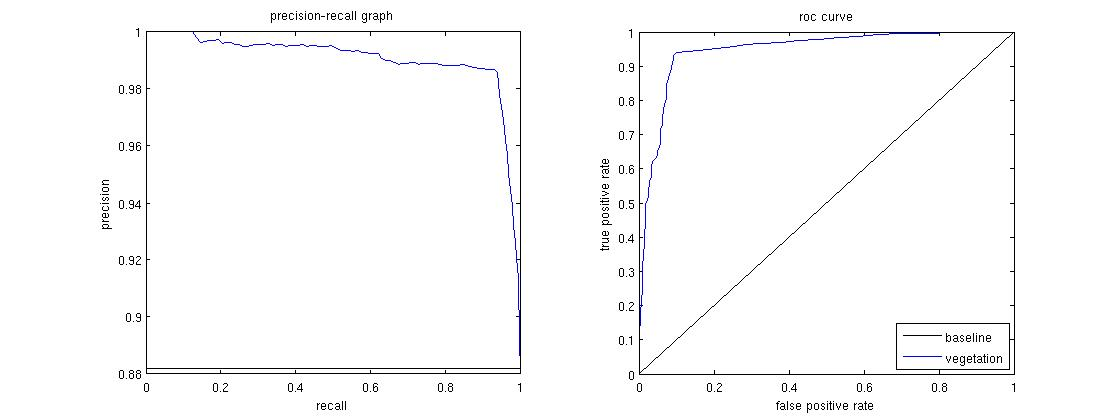 precision-recall graph
1
0.98
0.96
0.94
0.92
0.9
0.88
precision
0 0.2 0.4 0.6 0.8 1
recall
roc curve
1
0.9
0.8
0.7
0.6
0.5
0.4
0.3
0.2
0.1
0
true positive rate
0 0.2 0.4 0.6 0.8 1
false positive rate
baseline
vegetation